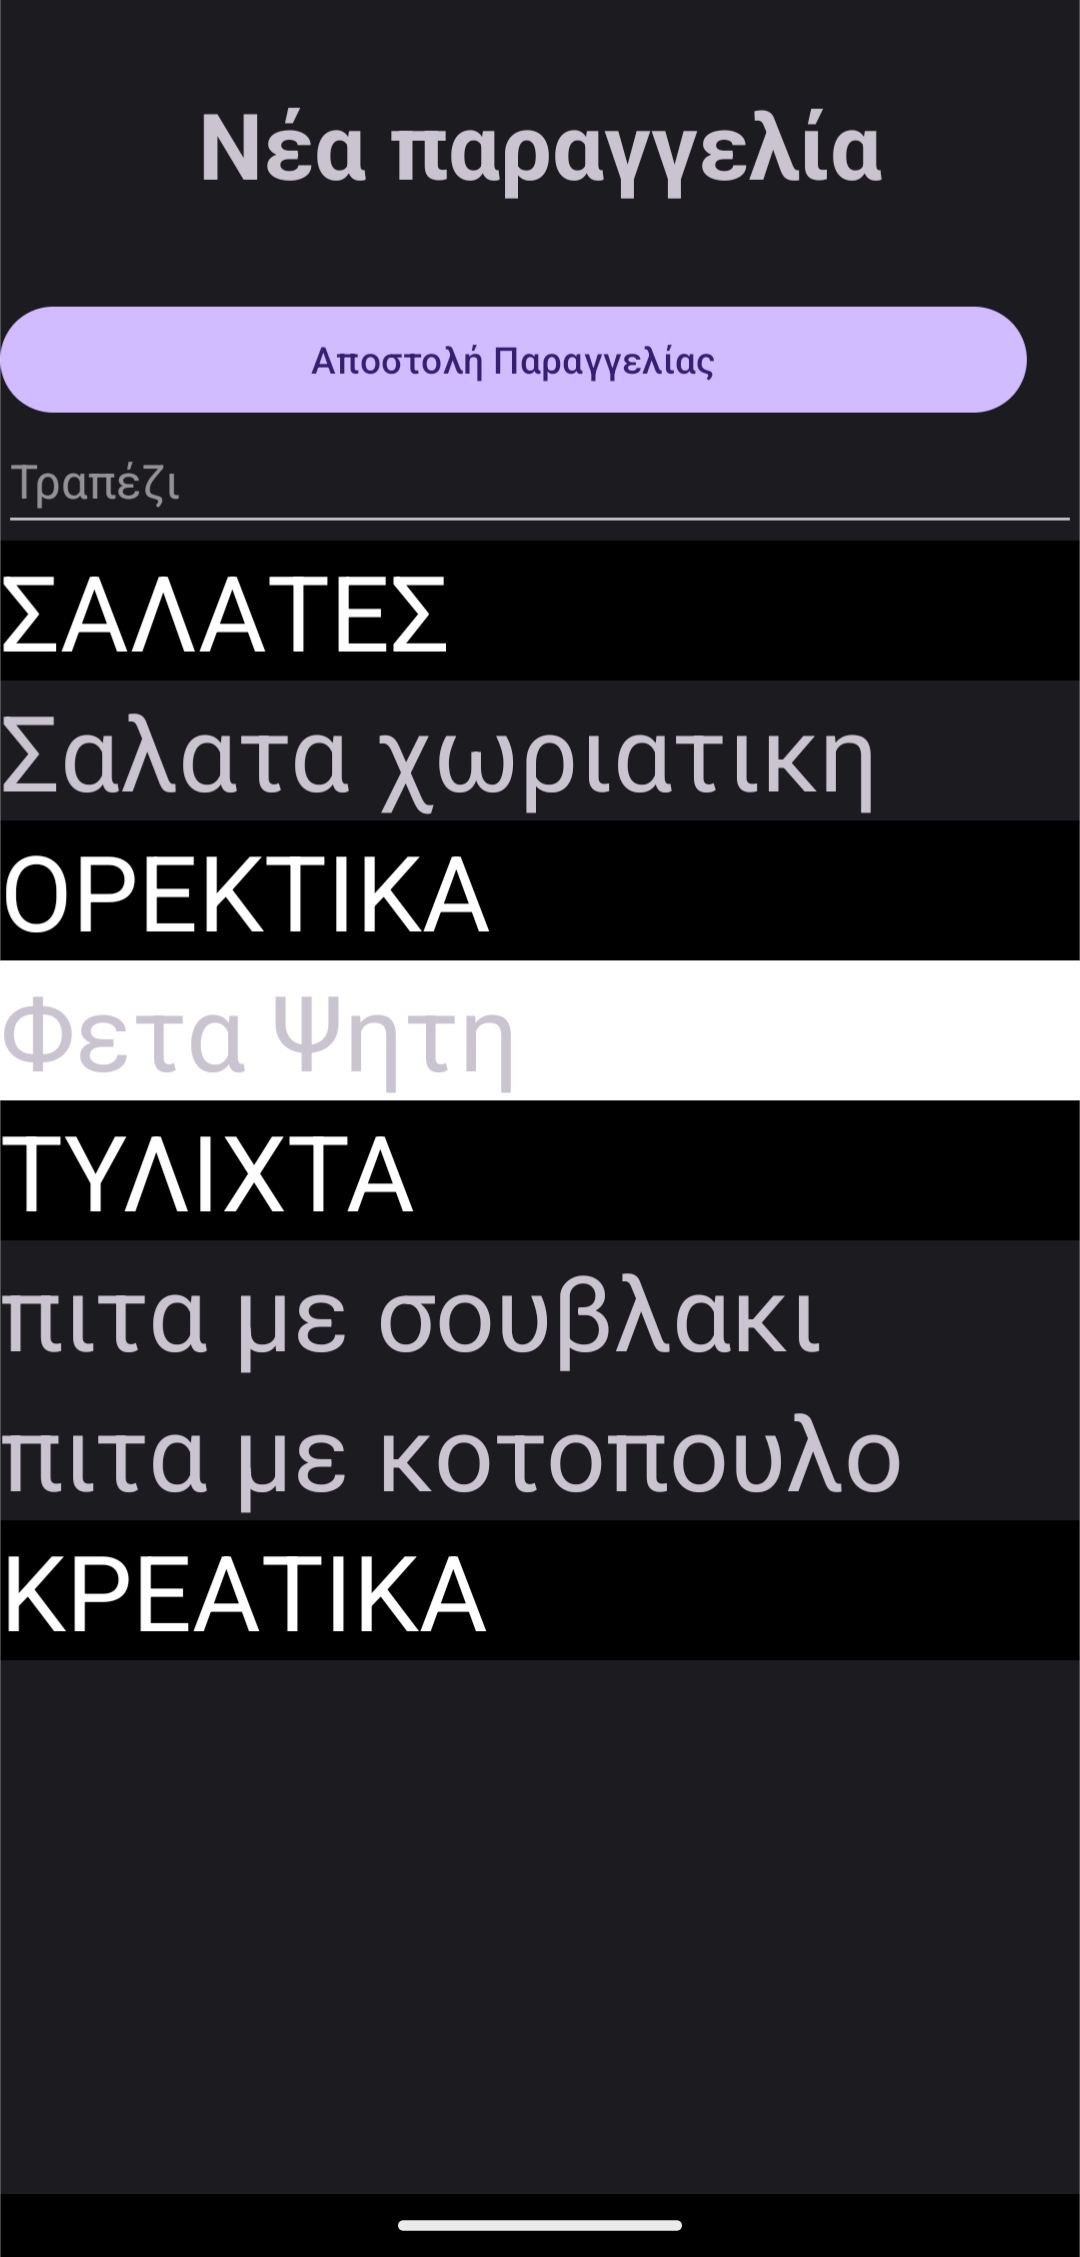 Νέα παραγγελία
Αποστολή Παραγγελίας
Τραπέζι
ΣΑΛΑΤΕΣ
Σαλατα χωριατικη
ΟΡΕΚΤΙΚΑ
Φετα Ψητη
ΤΥΛΙΧΤΑ
πιτα με σουβλακι
πιτα με κοτοπουλο
ΚΡΕΑΤΙΚΑ